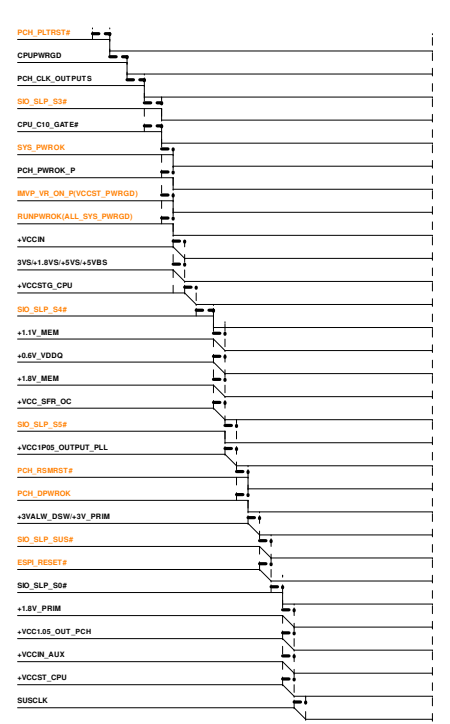 PCH_PLTRST#
CPUPWRGD
PCH_CLK_OUTPUTS
SIO_SLP_S3#
CPU_C10_GATE#
SYS_PWROK
PCH_PWROK_P
IMVP_VR_ON_P(VCCST_PWRGD)
RUNPWROK(ALL_SYS_PWRGD)
+VCCIN
3VS/+1.8VS/+5VS/+5VBS
+VCCSTG_CPU
SIO_SLP_S4#
+1.1V_MEM
+0.6V_VDDQ
+1.8V_MEM
+VCC_SFR_OC
SIO_SLP_S5#
+VCC1P05_OUTPUT_PLL
PCH_RSMRST#
PCH_DPWROK
+3VALW_DSW/+3V_PRIM
SIO_SLP_SUS#
ESPI_RESET#
SIO_SLP_S0#
+1.8V_PRIM
+VCC1.05_OUT_PCH
+VCCIN_AUX
+VCCST_CPU
SUSCLK